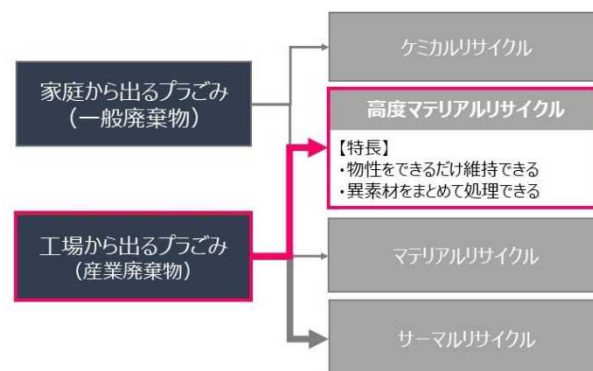 家庭から出るプラごみ
(一般廃棄物)
工場から出るプラごみ
(産業廃棄物)
ケミカルリサイクル
高度マテリアルリサイクル
【特長】
・物性をできるだけ維持できる
・異素材をまとめて処理できる
マテリアルリサイクル
サーマルリサイクル